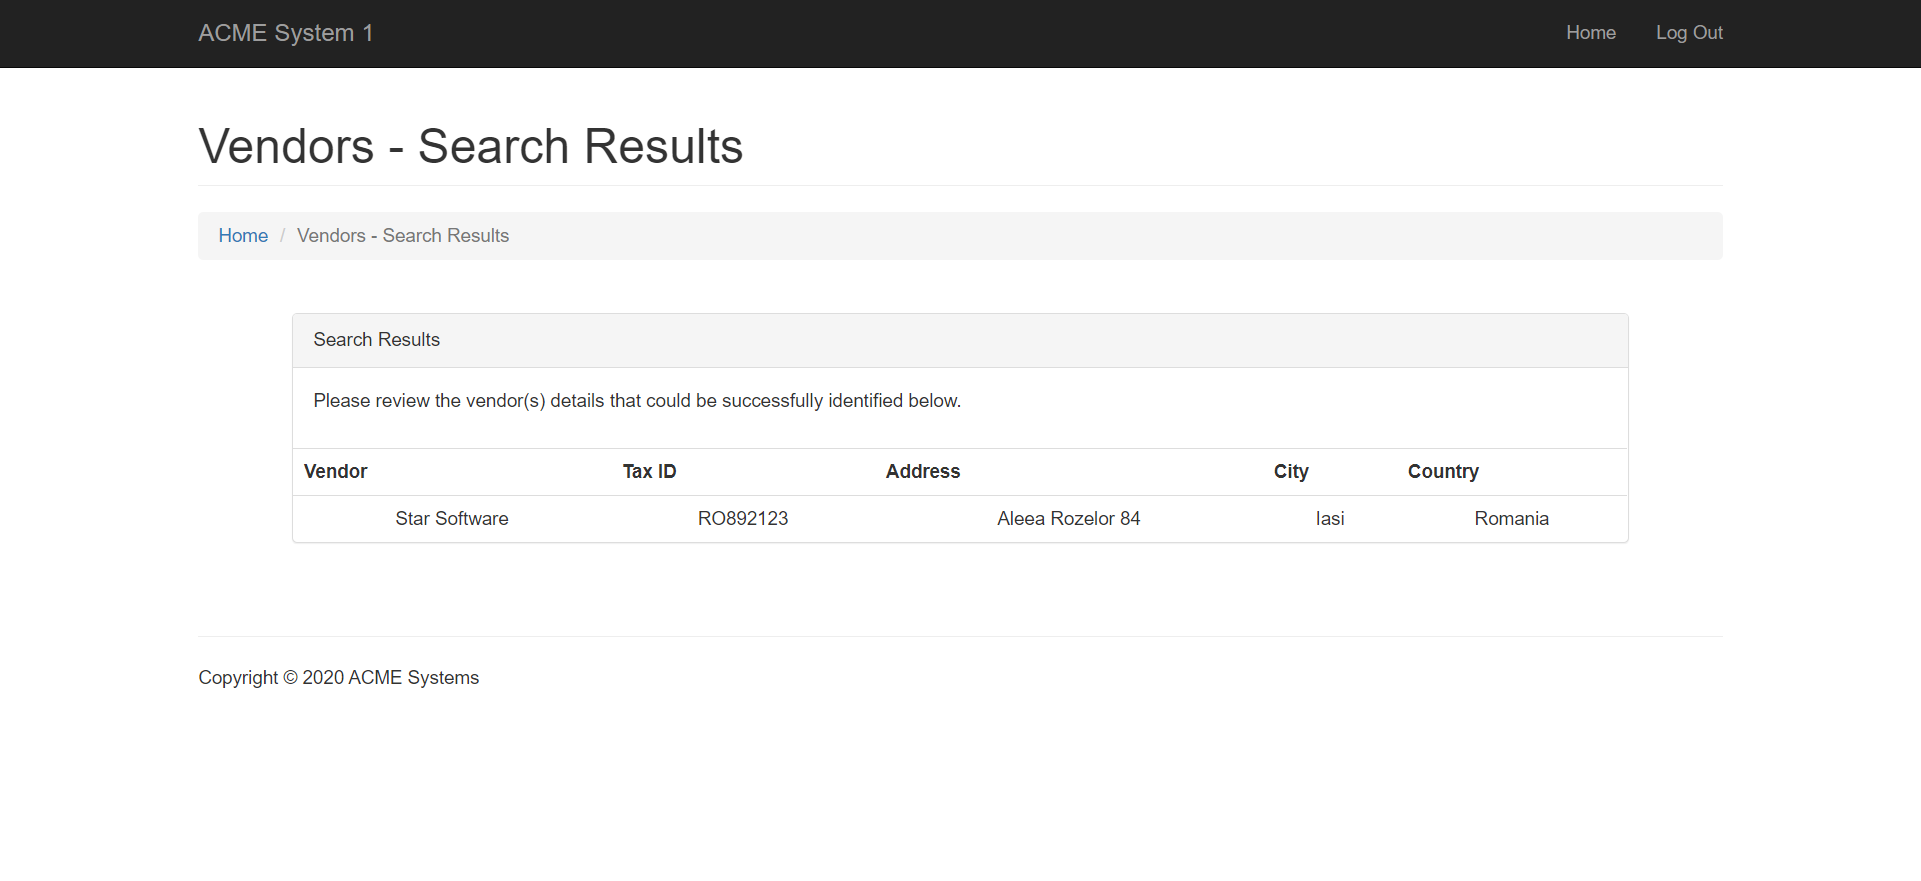 ACME System 1 Home Log Out
Vendors - Search Results
Home / Vendors - Search Results
Search Results
Please review the vendor(s) details that could be successfully identified below.
Vendor Tax ID Address City Country
Star Software RO892123 Aleea Rozelor 84 Iasi Romania
Copyright © 2020 ACME Systems